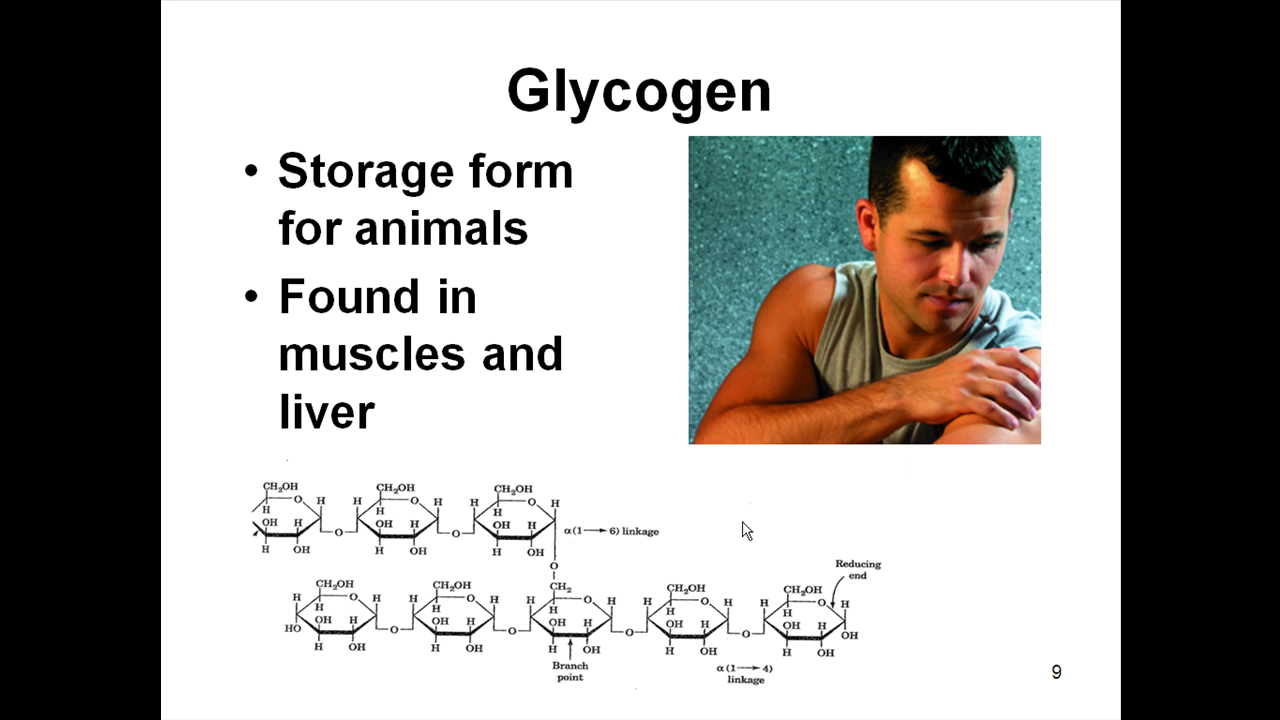 Glycogen
• Storage form
for animals
• Found in
muscles and
liver
CH₂OH CH₂OH CH₂OH
O H H O H H O H
H H H
OH H OH H OH H α(1→6) linkage
O O
H OH H OH H OH
O
Reducing
end
CH₂OH CH₂OH CH₂ CH₂OH CH₂OH
H O H H O H H O H H O H H O H
H H H H H
HO OH H OH H OH H OH H OH H OH
O O O O
H OH H OH H OH H OH H OH
Branch
point
α(1→4)
linkage
9